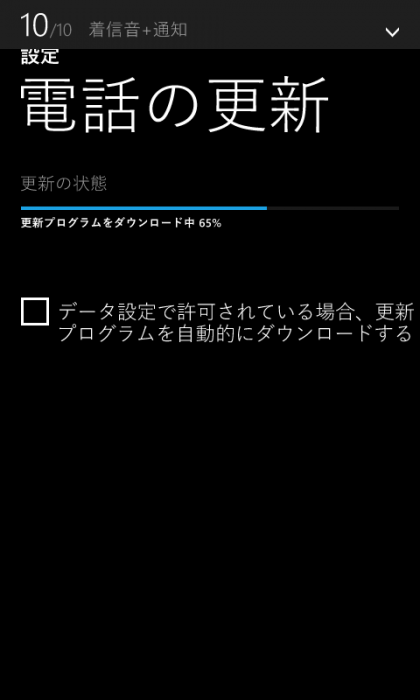 10/10 着信音+通知
設定
電話の更新
更新の状態
更新プログラムをダウンロード中 65%
データ設定で許可されている場合、更新
プログラムを自動的にダウンロードする